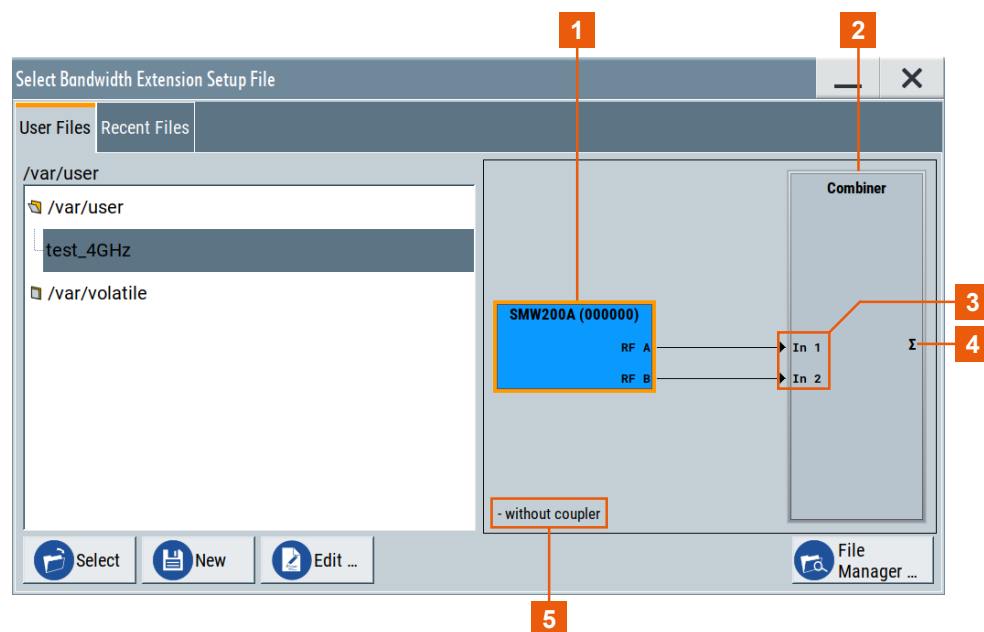 1
2
Select Bandwidth Extension Setup File
User Files
Recent Files
/var/user
/var/user
test_4GHz
/var/volatile
Combiner
SMW200A (000000)
RF A
RF B
In 1
In 2
Σ
3
4
- without coupler
Select
New
Edit ...
File
Manager ...
5